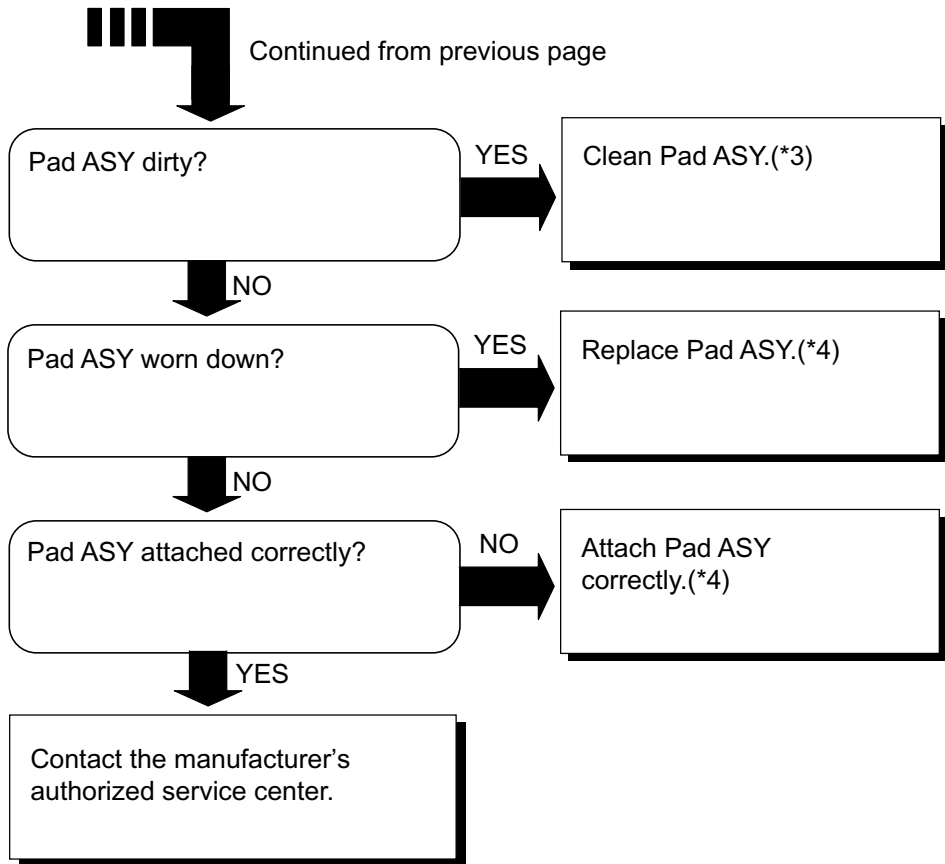 Continued from previous page
Pad ASY dirty?
YES
Clean Pad ASY.(*3)
NO
Pad ASY worn down?
YES
Replace Pad ASY.(*4)
NO
Pad ASY attached correctly?
NO
Attach Pad ASY
correctly.(*4)
YES
Contact the manufacturer’s
authorized service center.